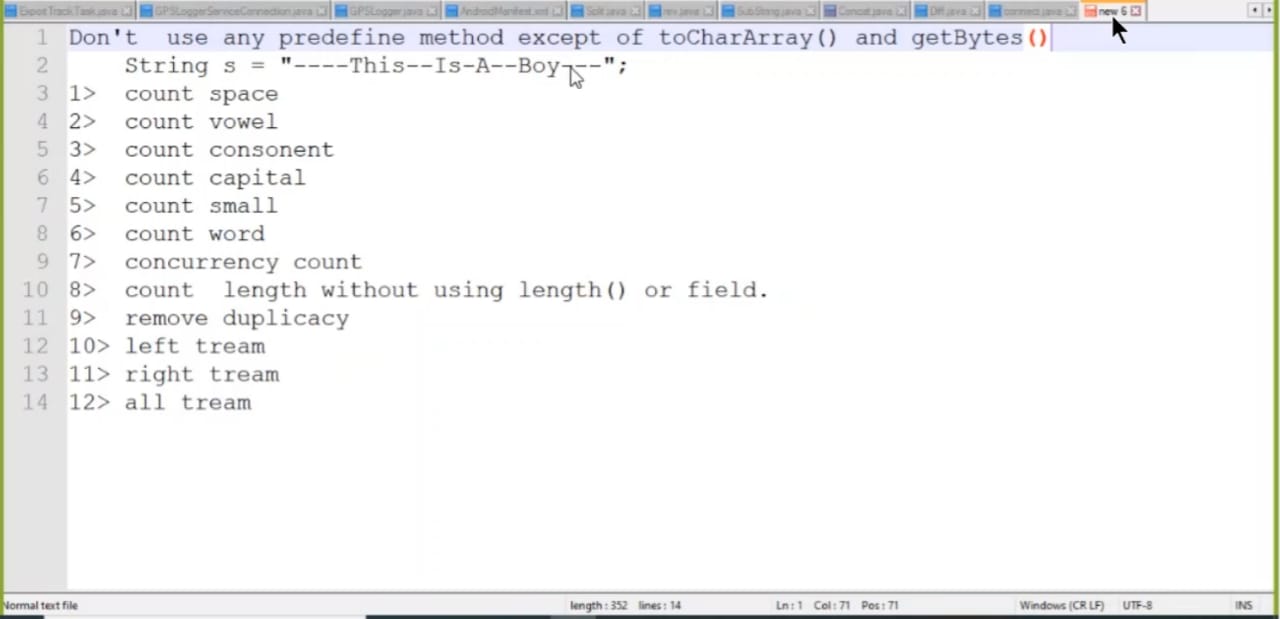 ExportTrackTask.java GPSLoggerServiceConnection.java GPSLogger.java AndroidManifest.xml Split.java rev.java SubString.java Concat.java Diff.java connect.java new 6
1 Don't  use any predefine method except of toCharArray() and getBytes()
2     String s = "----This--Is-A--Boy---";
3 1>  count space
4 2>  count vowel
5 3>  count consonent
6 4>  count capital
7 5>  count small
8 6>  count word
9 7>  concurrency count
10 8>  count  length without using length() or field.
11 9>  remove duplicacy
12 10> left tream
13 11> right tream
14 12> all tream
Normal text file length : 352 lines : 14 Ln : 1 Col : 71 Pos : 71 Windows (CR LF) UTF-8 INS